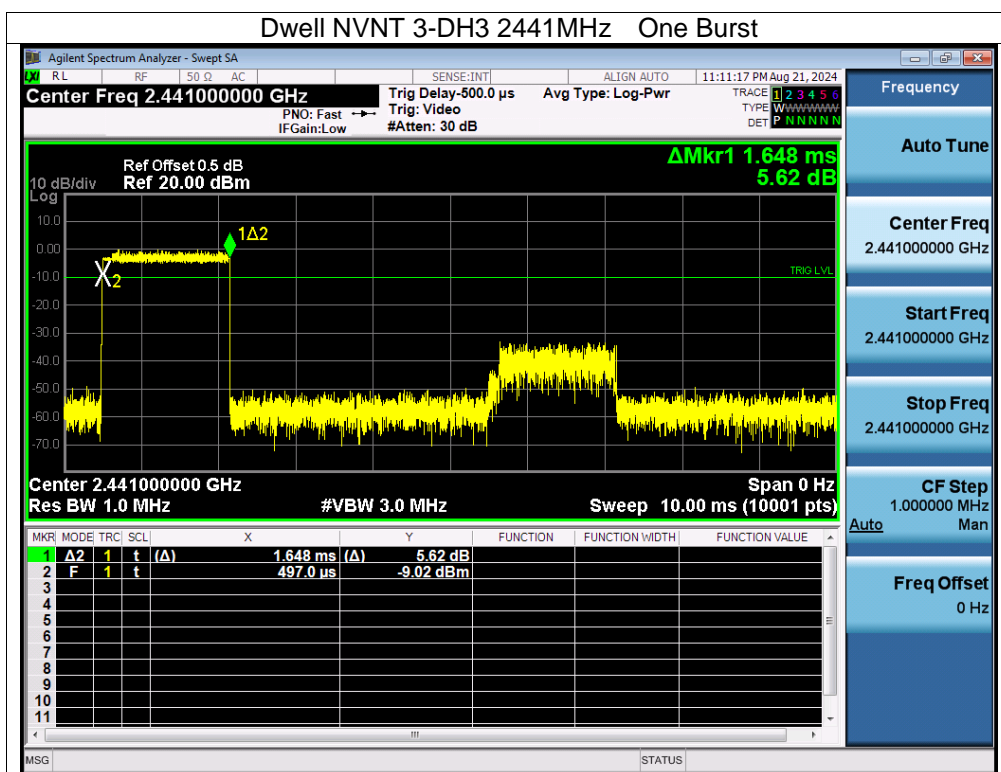 Dwell NVNT 3-DH3 2441MHz One Burst
Agilent Spectrum Analyzer - Swept SA
LXI RL RF 50 Ω AC SENSE:INT ALIGN AUTO 11:11:17 PM Aug 21, 2024
Center Freq 2.441000000 GHz Trig Delay-500.0 µs Avg Type: Log-Pwr TRACE 1 2 3 4 5 6
PNO: Fast Trig: Video TYPE WWWWWWW
IFGain:Low #Atten: 30 dB DET P N N N N N
ΔMkr1 1.648 ms
5.62 dB
Ref Offset 0.5 dB
10 dB/div Ref 20.00 dBm
Log
10.0
0.00
-10.0
-20.0
-30.0
-40.0
-50.0
-60.0
-70.0
1Δ2
X2
TRIG LVL
Center 2.441000000 GHz Span 0 Hz
Res BW 1.0 MHz #VBW 3.0 MHz Sweep 10.00 ms (10001 pts)
MKR MODE TRC SCL X Y FUNCTION FUNCTION WIDTH FUNCTION VALUE
1 Δ2 1 t (Δ) 1.648 ms (Δ) 5.62 dB
2 F 1 t 497.0 µs -9.02 dBm
3
4
5
6
7
8
9
10
11
MSG STATUS
Frequency
Auto Tune
Center Freq
2.441000000 GHz
Start Freq
2.441000000 GHz
Stop Freq
2.441000000 GHz
CF Step
1.000000 MHz
Auto Man
Freq Offset
0 Hz